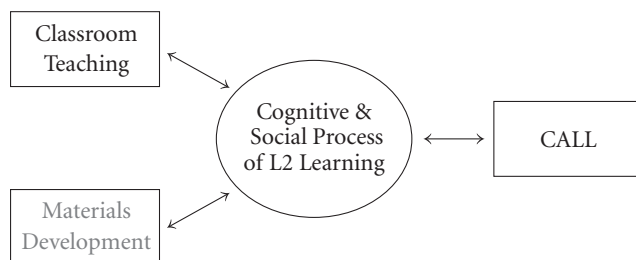 Classroom
Teaching
Cognitive &
Social Process
of L2 Learning
CALL
Materials
Development